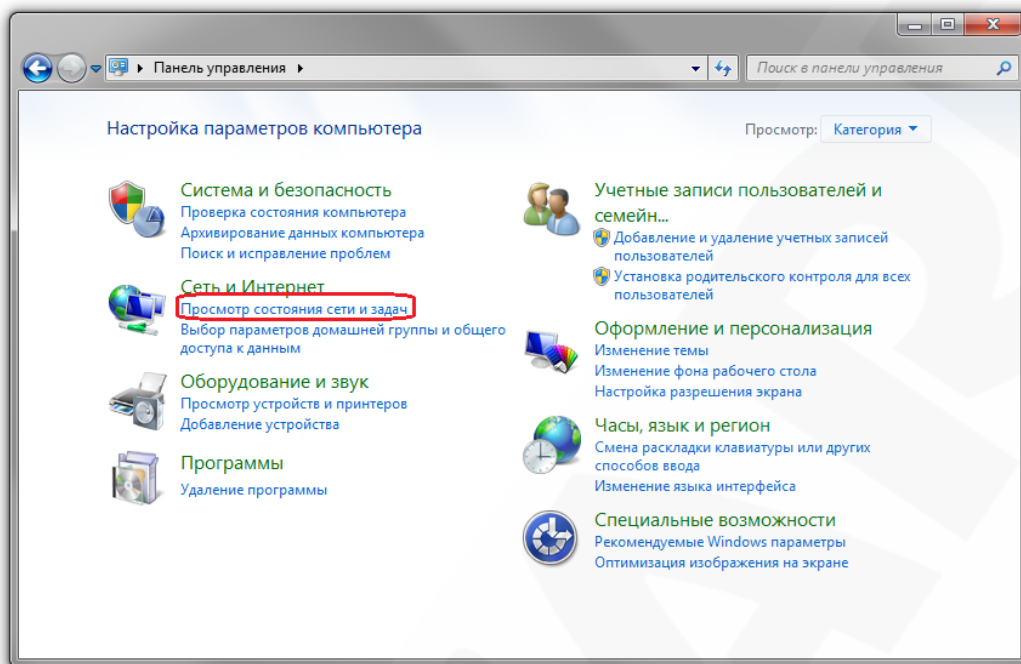 Панель управления
Поиск в панели управления
Настройка параметров компьютера
Просмотр: Категория
Система и безопасность
Проверка состояния компьютера
Архивирование данных компьютера
Поиск и исправление проблем
Сеть и Интернет
Просмотр состояния сети и задач
Выбор параметров домашней группы и общего
доступа к данным
Оборудование и звук
Просмотр устройств и принтеров
Добавление устройства
Программы
Удаление программы
Учетные записи пользователей и
семейн...
Добавление и удаление учетных записей
пользователей
Установка родительского контроля для всех
пользователей
Оформление и персонализация
Изменение темы
Изменение фона рабочего стола
Настройка разрешения экрана
Часы, язык и регион
Смена раскладки клавиатуры или других
способов ввода
Изменение языка интерфейса
Специальные возможности
Рекомендуемые Windows параметры
Оптимизация изображения на экране